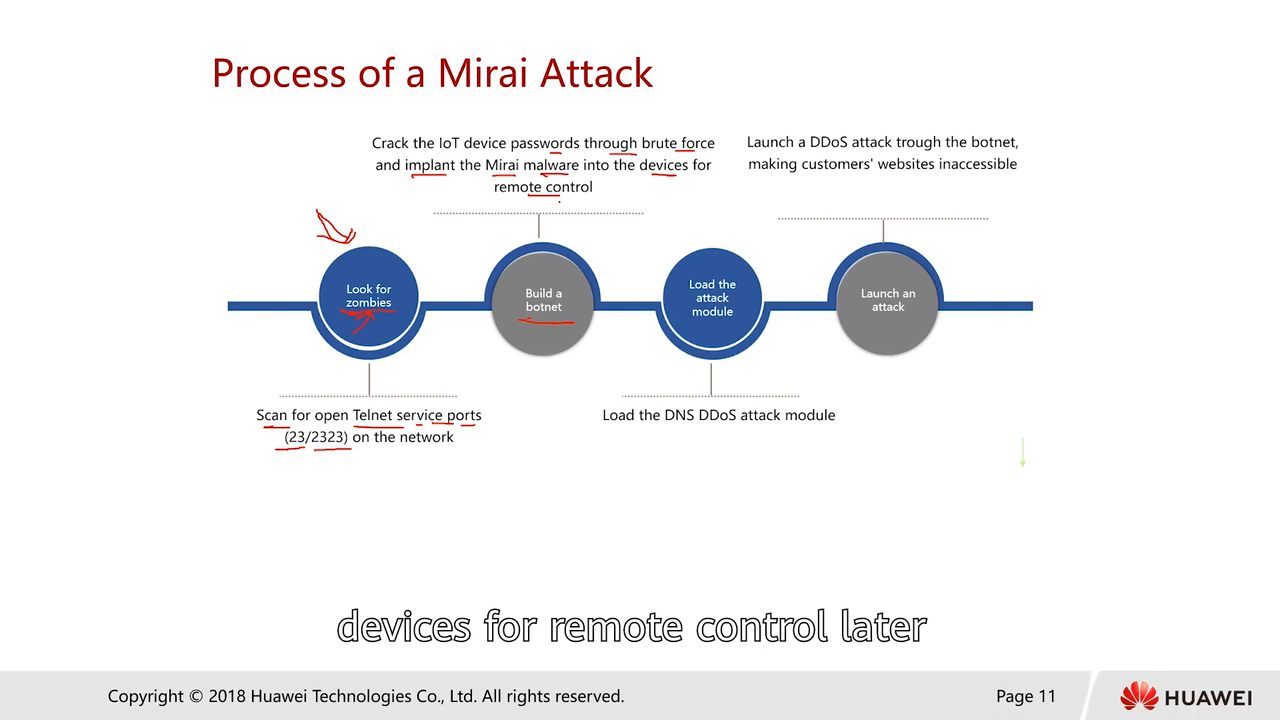 Process of a Mirai Attack
Crack the IoT device passwords through brute force
and implant the Mirai malware into the devices for
remote control
Launch a DDoS attack trough the botnet,
making customers' websites inaccessible
Look for
zombies
Build a
botnet
Load the
attack
module
Launch an
attack
Scan for open Telnet service ports
(23/2323) on the network
Load the DNS DDoS attack module
devices for remote control later
Copyright © 2018 Huawei Technologies Co., Ltd. All rights reserved.
Page 11
HUAWEI